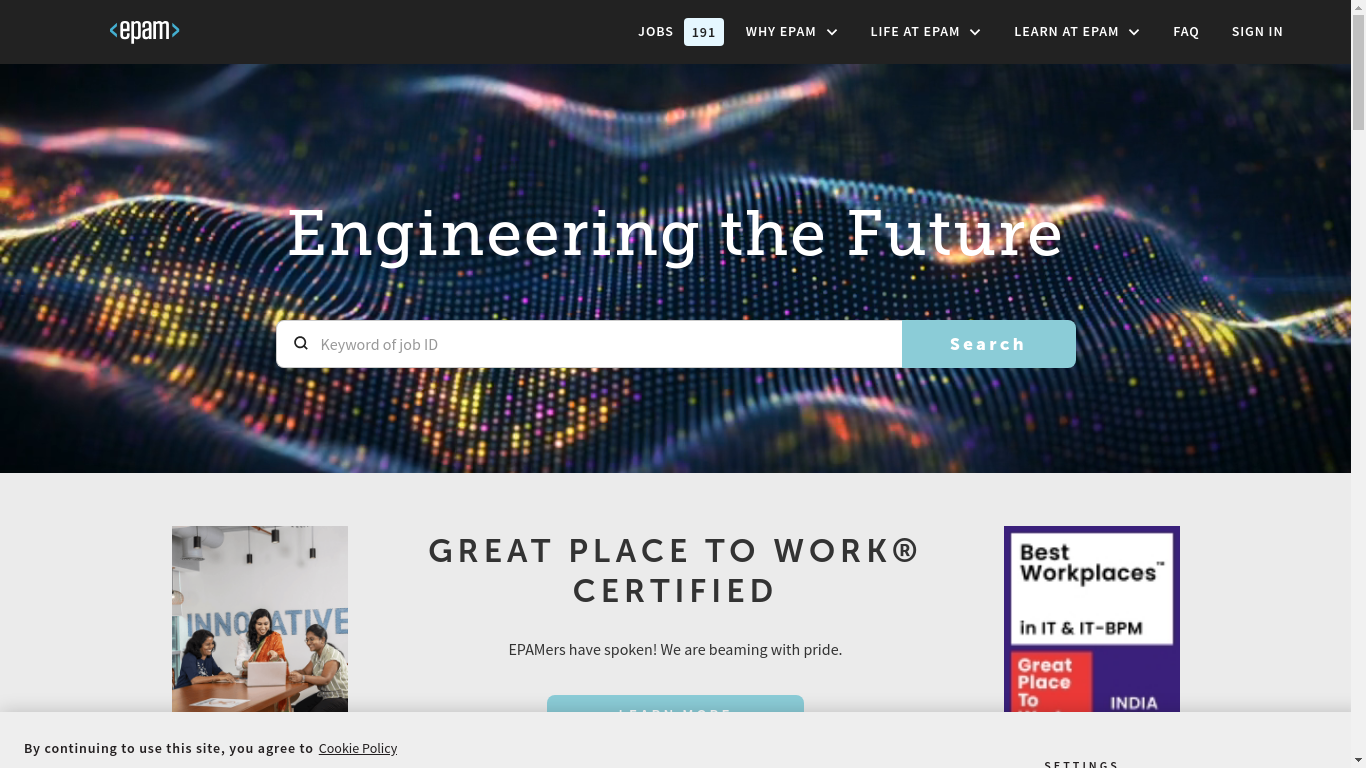 <epam>
JOBS 191 WHY EPAM LIFE AT EPAM LEARN AT EPAM FAQ SIGN IN
Engineering the Future
Keyword of job ID Search
GREAT PLACE TO WORK®
CERTIFIED
EPAMers have spoken! We are beaming with pride.
LEARN MORE
INNOVATIVE
Best
Workplaces™
in IT & IT-BPM
Great
Place
To
INDIA
By continuing to use this site, you agree to Cookie Policy
SETTINGS